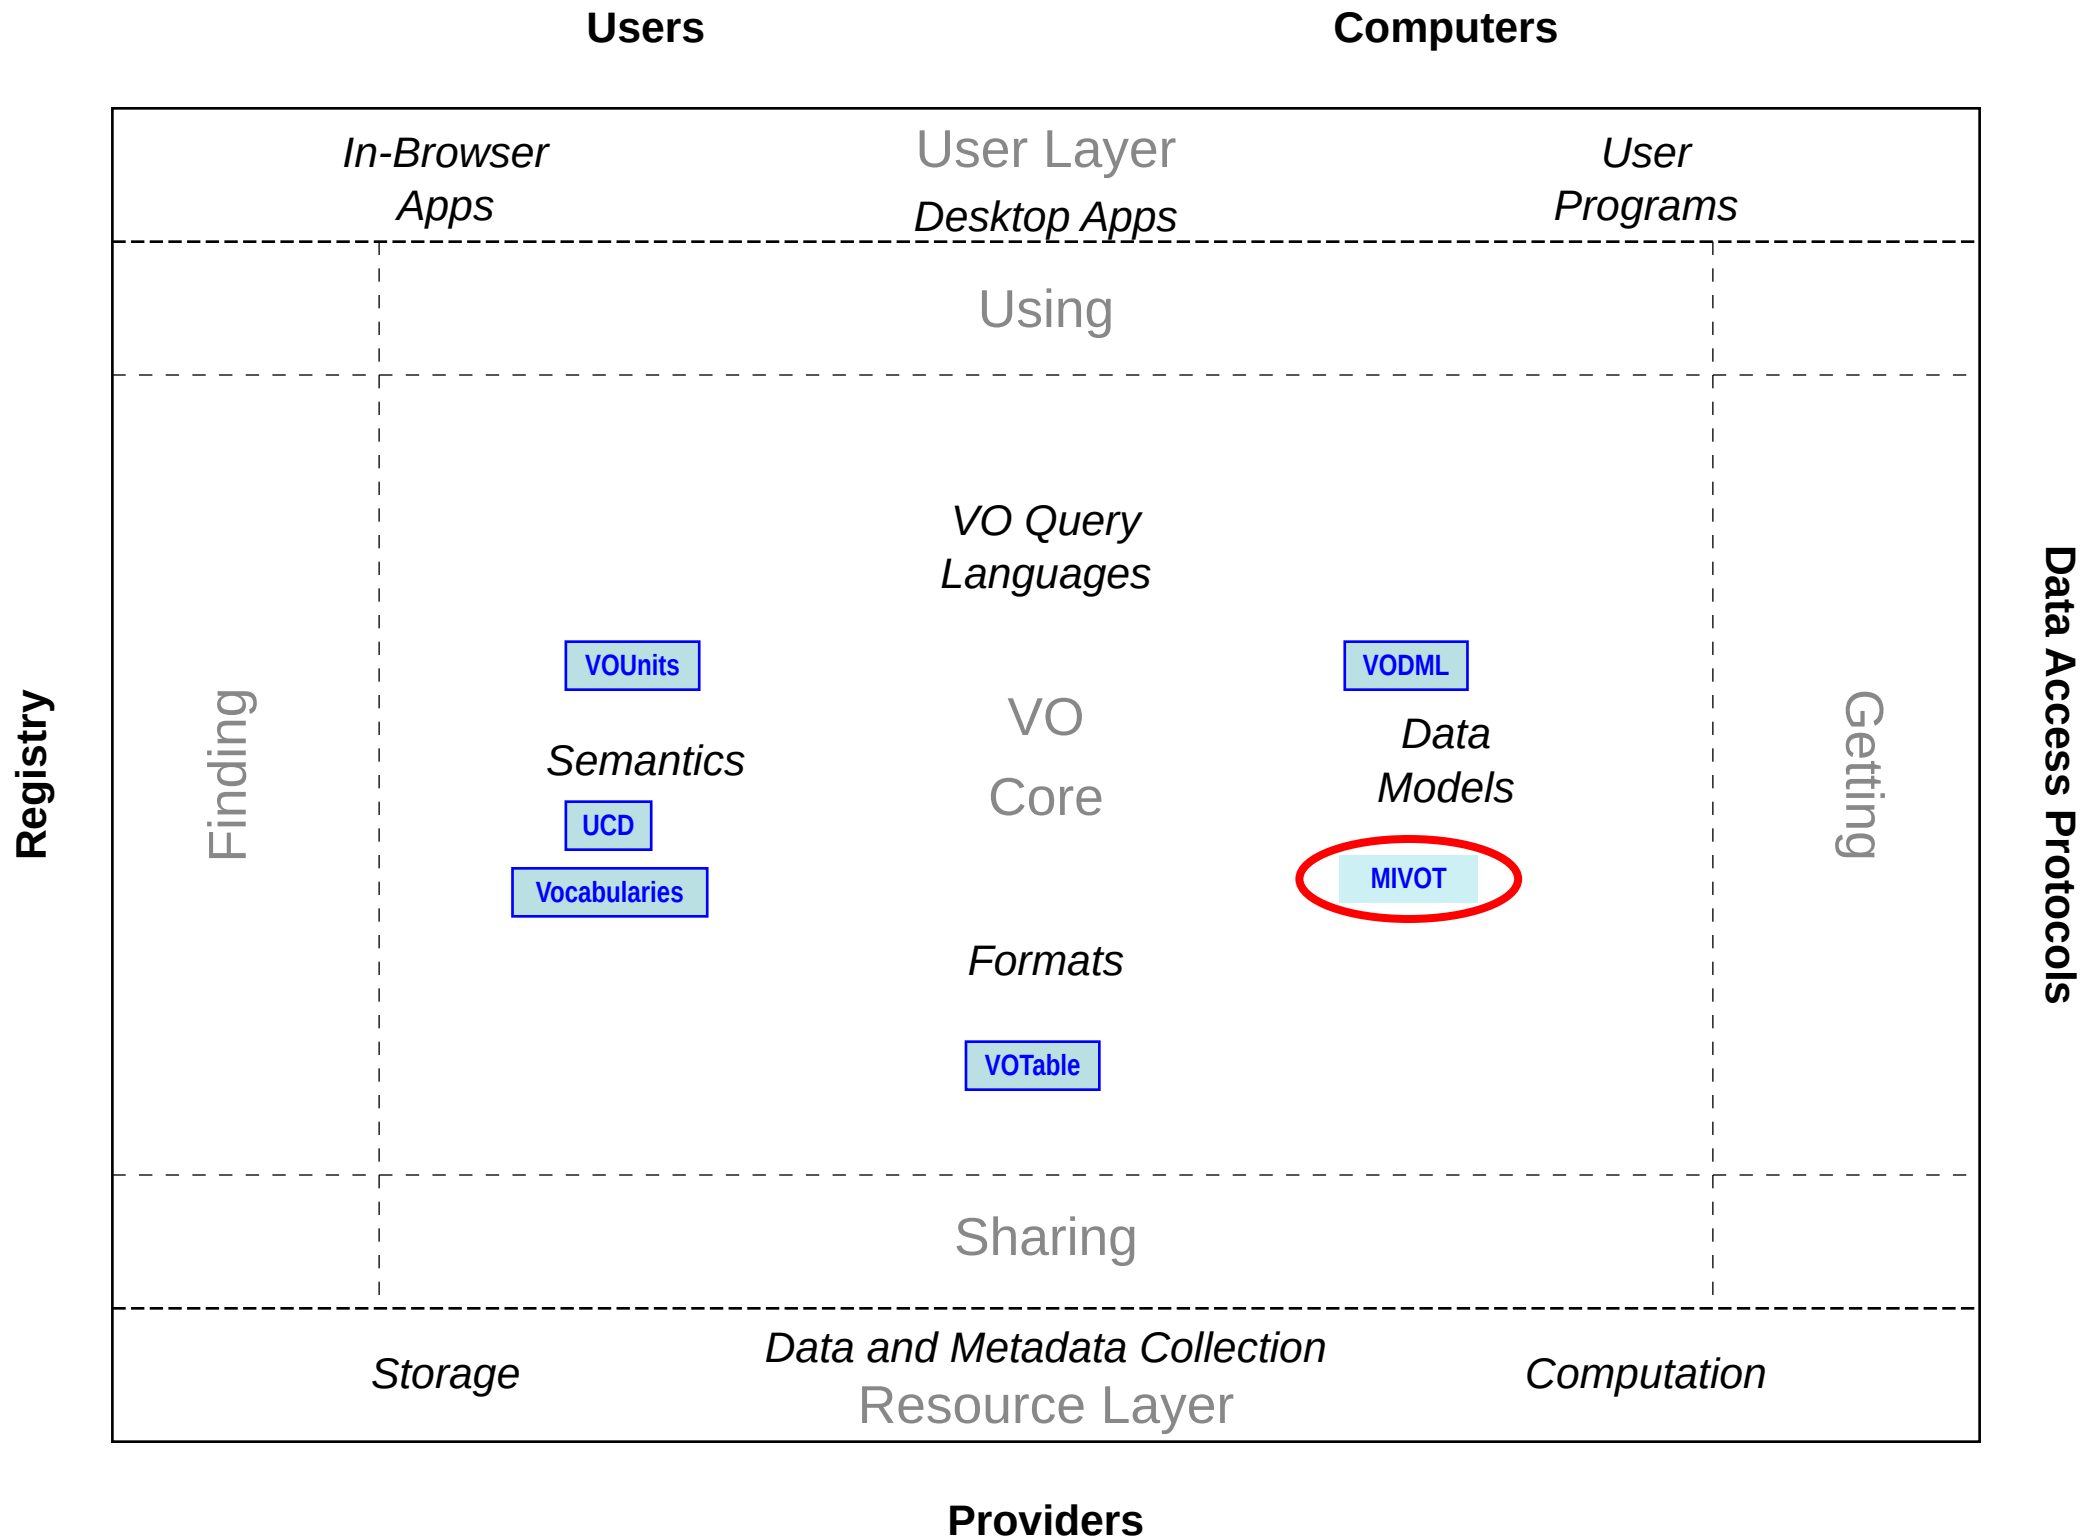 Users
Computers
In-Browser
Apps
User Layer
Desktop Apps
User
Programs
Using
Registry
Finding
VO Query
Languages
VOUnits
Semantics
UCD
Vocabularies
VO
Core
VODML
Data
Models
MIVOT
Formats
VOTable
Getting
Data Access Protocols
Sharing
Storage
Data and Metadata Collection
Resource Layer
Computation
Providers